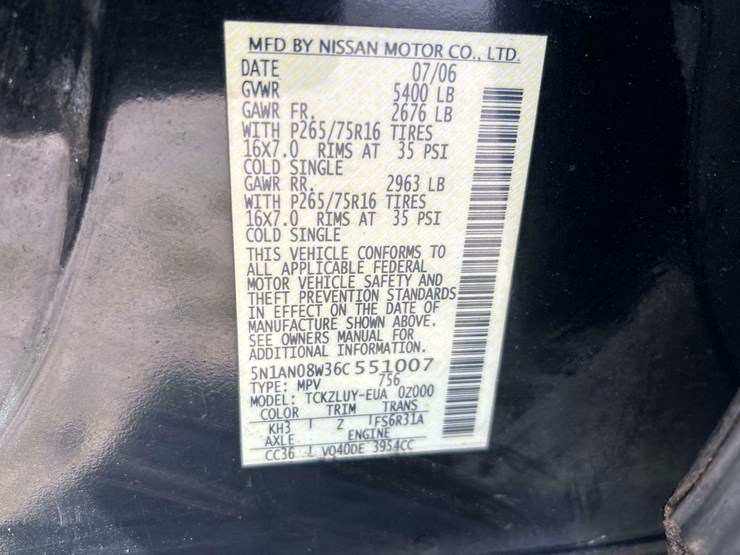 MFD BY NISSAN MOTOR CO., LTD.
DATE 07/06
GVWR 5400 LB
GAWR FR. 2676 LB
WITH P265/75R16 TIRES
16X7.0 RIMS AT 35 PSI
COLD SINGLE
GAWR RR. 2963 LB
WITH P265/75R16 TIRES
16X7.0 RIMS AT 35 PSI
COLD SINGLE
THIS VEHICLE CONFORMS TO
ALL APPLICABLE FEDERAL
MOTOR VEHICLE SAFETY AND
THEFT PREVENTION STANDARDS
IN EFFECT ON THE DATE OF
MANUFACTURE SHOWN ABOVE.
SEE OWNERS MANUAL FOR
ADDITIONAL INFORMATION.
5N1AN08W36C551007
TYPE: MPV 756
MODEL: TCKZLUY-EUA 0Z000
COLOR TRIM TRANS
KH3 Z FS6R31A
AXLE ENGINE
CC36 VQ40DE 3954CC